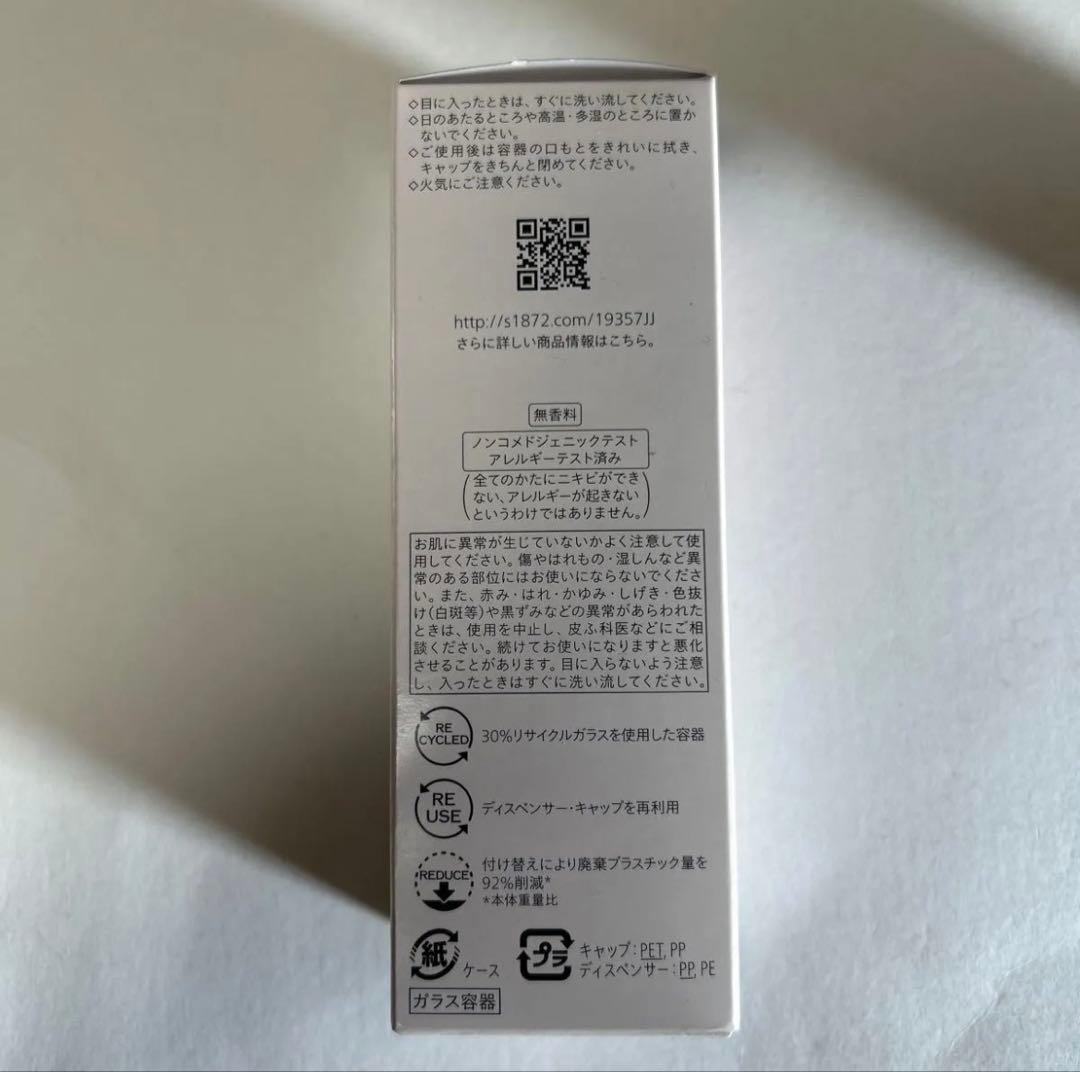 ◇目に入ったときは、すぐに洗い流してください。
◇日のあたるところや高温・多湿のところに置か
ないでください。
◇ご使用後は容器の口もとをきれいに拭き、
キャップをきちんと閉めてください。
◇火気にご注意ください。
http://s1872.com/19357JJ
さらに詳しい商品情報はこちら。
無香料
ノンコメドジェニックテスト
アレルギーテスト済み
(全てのかたにニキビができ
ない、アレルギーが起きない
というわけではありません。)
お肌に異常が生じていないかよく注意して使
用してください。傷やはれもの・湿しんなど異
常のある部位にはお使いにならないでくださ
い。また、赤み・はれ・かゆみ・しげき・色抜
け(白斑等)や黒ずみなどの異常があらわれた
ときは、使用を中止し、皮ふ科医などにご相
談ください。続けてお使いになりますと悪化
させることがあります。目に入らないよう注意
し、入ったときはすぐに洗い流してください。
RE
CYCLED
30%リサイクルガラスを使用した容器
RE
USE
ディスペンサー・キャップを再利用
REDUCE
付け替えにより廃棄プラスチック量を
92%削減*
*本体重量比
紙
ケース
プラ
キャップ:PET, PP
ディスペンサー:PP, PE
ガラス容器